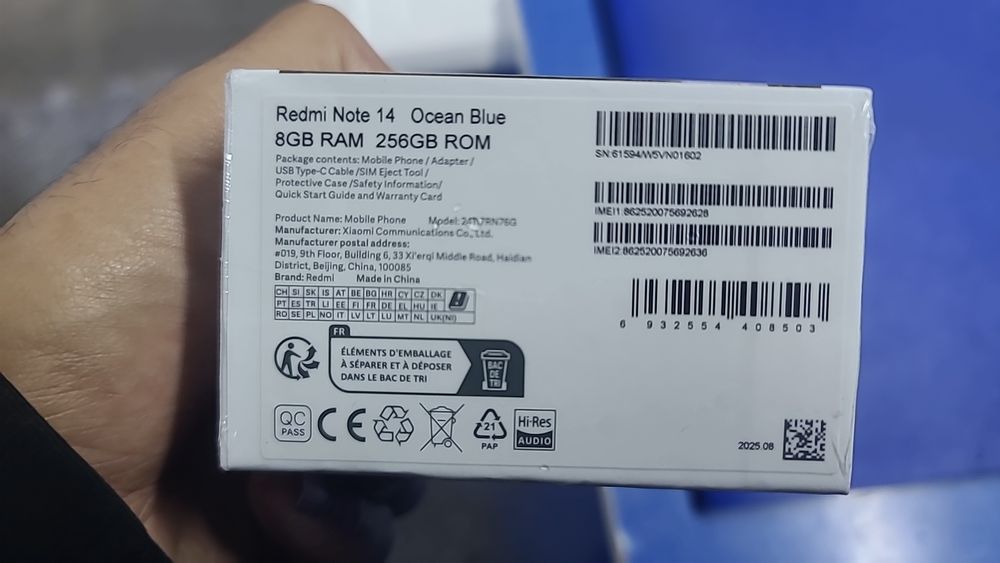 Redmi Note 14 Ocean Blue
8GB RAM 256GB ROM
Package contents: Mobile Phone / Adapter /
USB Type-C Cable /SIM Eject Tool /
Protective Case /Safety Information/
Quick Start Guide and Warranty Card
Product Name: Mobile Phone Model:
Manufacturer: Xiaomi Communications Co., Ltd.
Manufacturer postal address:
#019, 9th Floor, Building 6, 33 Xi'erqi Middle Road, Haidian
District, Beijing, China, 100085
Brand: Redmi Made in China
CH SI SK IS AT BE BG HR CY CZ DK
PT ES TR LI EE FI FR DE EL HU IE
RO SE PL NO IT LV LT LU MT NL UK(NI)
FR
ÉLÉMENTS D'EMBALLAGE
À SÉPARER ET À DÉPOSER
DANS LE BAC DE TRI
BAC
DE
TRI
QC
PASS
CE
21
PAP
Hi-Res
AUDIO
SN:61594/W5VN01602
IMEI1:862520075692628
IMEI2:862520075692636
6 932554 408503
2025.08